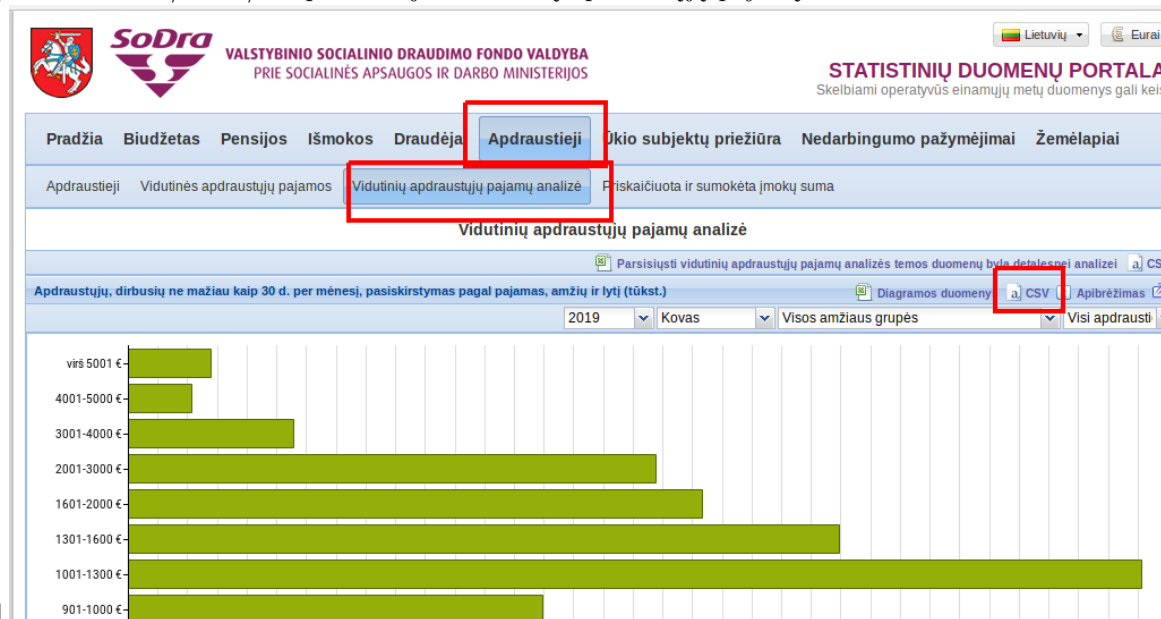 SoDra
VALSTYBINIO SOCIALINIO DRAUDIMO FONDO VALDYBA
PRIE SOCIALINĖS APSAUGOS IR DARBO MINISTERIJOS
Lietuvių
Eurai
STATISTINIŲ DUOMENŲ PORTALA
Skelbiami operatyvūs einamųjų metų duomenys gali keis
Pradžia Biudžetas Pensijos Išmokos Draudėja Apdraustieji Ūkio subjektų priežiūra Nedarbingumo pažymėjimai Žemėlapiai
Apdraustieji Vidutinės apdraustųjų pajamos Vidutinių apdraustųjų pajamų analizė Priskaičiuota ir sumokėta įmokų suma
Vidutinių apdraustųjų pajamų analizė
Parsisiųsti vidutinių apdraustųjų pajamų analizės temos duomenų bylą detalesnei analizei CS
Apdraustųjų, dirbusių ne mažiau kaip 30 d. per mėnesį, pasiskirstymas pagal pajamas, amžių ir lytį (tūkst.) Diagramos duomeny CSV Apibrėžimas
2019 Kovas Visos amžiaus grupės Visi apdrausti
virš 5001 €
4001-5000 €
3001-4000 €
2001-3000 €
1601-2000 €
1301-1600 €
1001-1300 €
901-1000 €